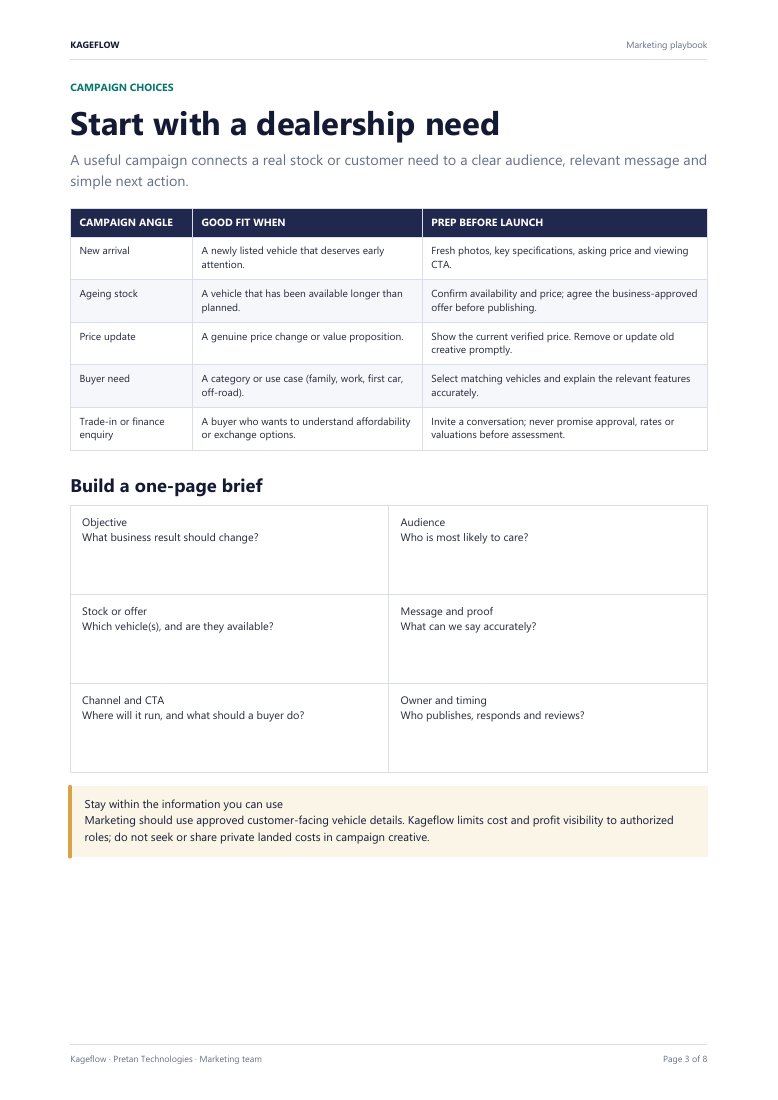 KAGEFLOW
Marketing playbook
CAMPAIGN CHOICES
Start with a dealership need
A useful campaign connects a real stock or customer need to a clear audience, relevant message and
simple next action.
CAMPAIGN ANGLE
GOOD FIT WHEN
PREP BEFORE LAUNCH
New arrival
A newly listed vehicle that deserves early
attention.
Fresh photos, key specifications, asking price and viewing
CTA.
Ageing stock
A vehicle that has been available longer than
planned.
Confirm availability and price; agree the business-approved
offer before publishing.
Price update
A genuine price change or value proposition.
Show the current verified price. Remove or update old
creative promptly.
Buyer need
A category or use case (family, work, first car,
off-road).
Select matching vehicles and explain the relevant features
accurately.
Trade-in or finance
enquiry
A buyer who wants to understand affordability
or exchange options.
Invite a conversation; never promise approval, rates or
valuations before assessment.
Build a one-page brief
Objective
What business result should change?
Audience
Who is most likely to care?
Stock or offer
Which vehicle(s), and are they available?
Message and proof
What can we say accurately?
Channel and CTA
Where will it run, and what should a buyer do?
Owner and timing
Who publishes, responds and reviews?
Stay within the information you can use
Marketing should use approved customer-facing vehicle details. Kageflow limits cost and profit visibility to authorized
roles; do not seek or share private landed costs in campaign creative.
Kageflow · Pretan Technologies · Marketing team
Page 3 of 8